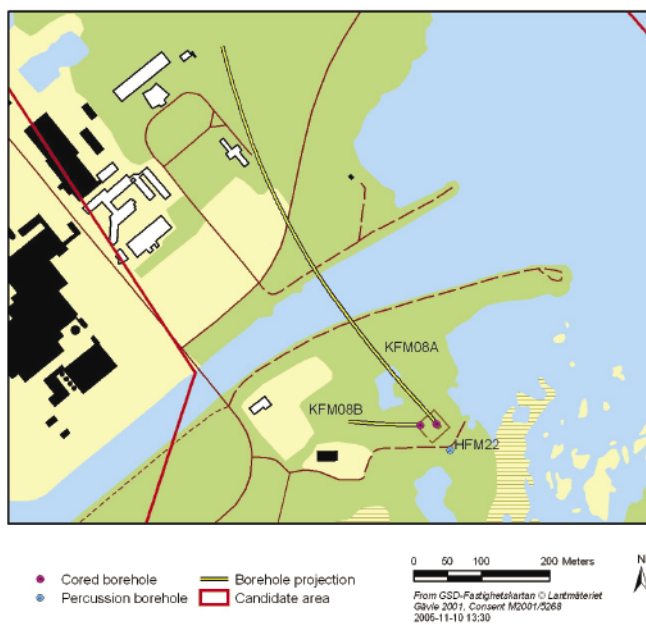 KFM08A
KFM08B
HFM22
Cored borehole
Percussion borehole
Borehole projection
Candidate area
0 50 100 200 Meters
From GSD-Fastighetskartan © Lantmäteriet
Gävle 2001, Consent M2001/5268
2005-11-10 13:30